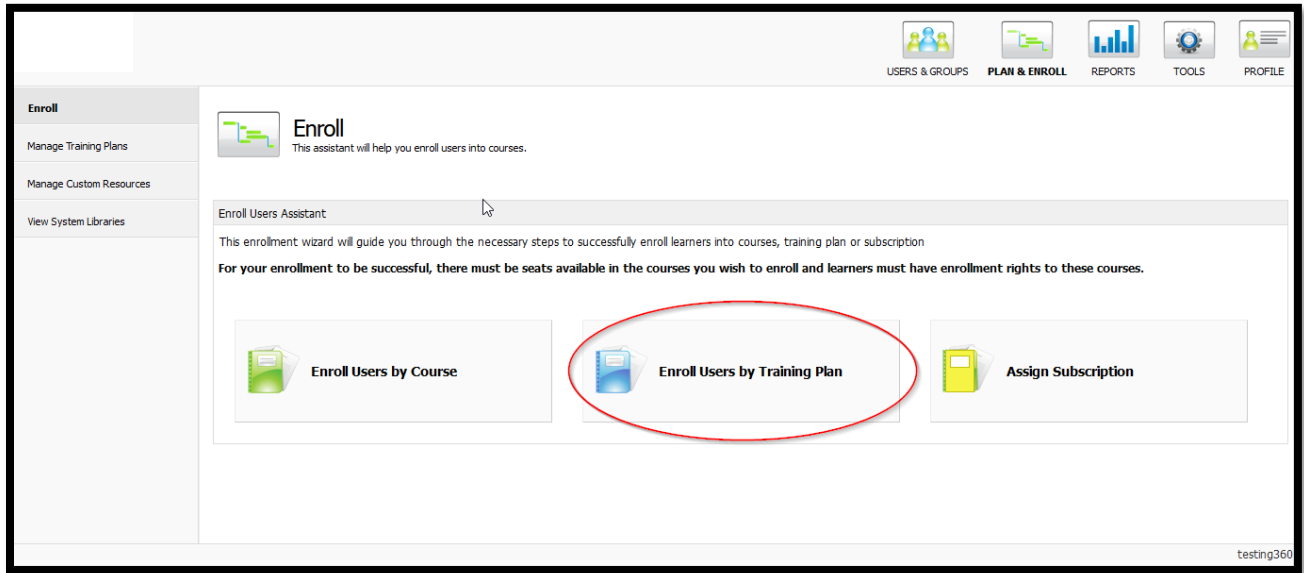 USERS & GROUPS PLAN & ENROLL REPORTS TOOLS PROFILE
Enroll
Manage Training Plans
Manage Custom Resources
View System Libraries
Enroll
This assistant will help you enroll users into courses.
Enroll Users Assistant
This enrollment wizard will guide you through the necessary steps to successfully enroll learners into courses, training plan or subscription
For your enrollment to be successful, there must be seats available in the courses you wish to enroll and learners must have enrollment rights to these courses.
Enroll Users by Course
Enroll Users by Training Plan
Assign Subscription
testing360